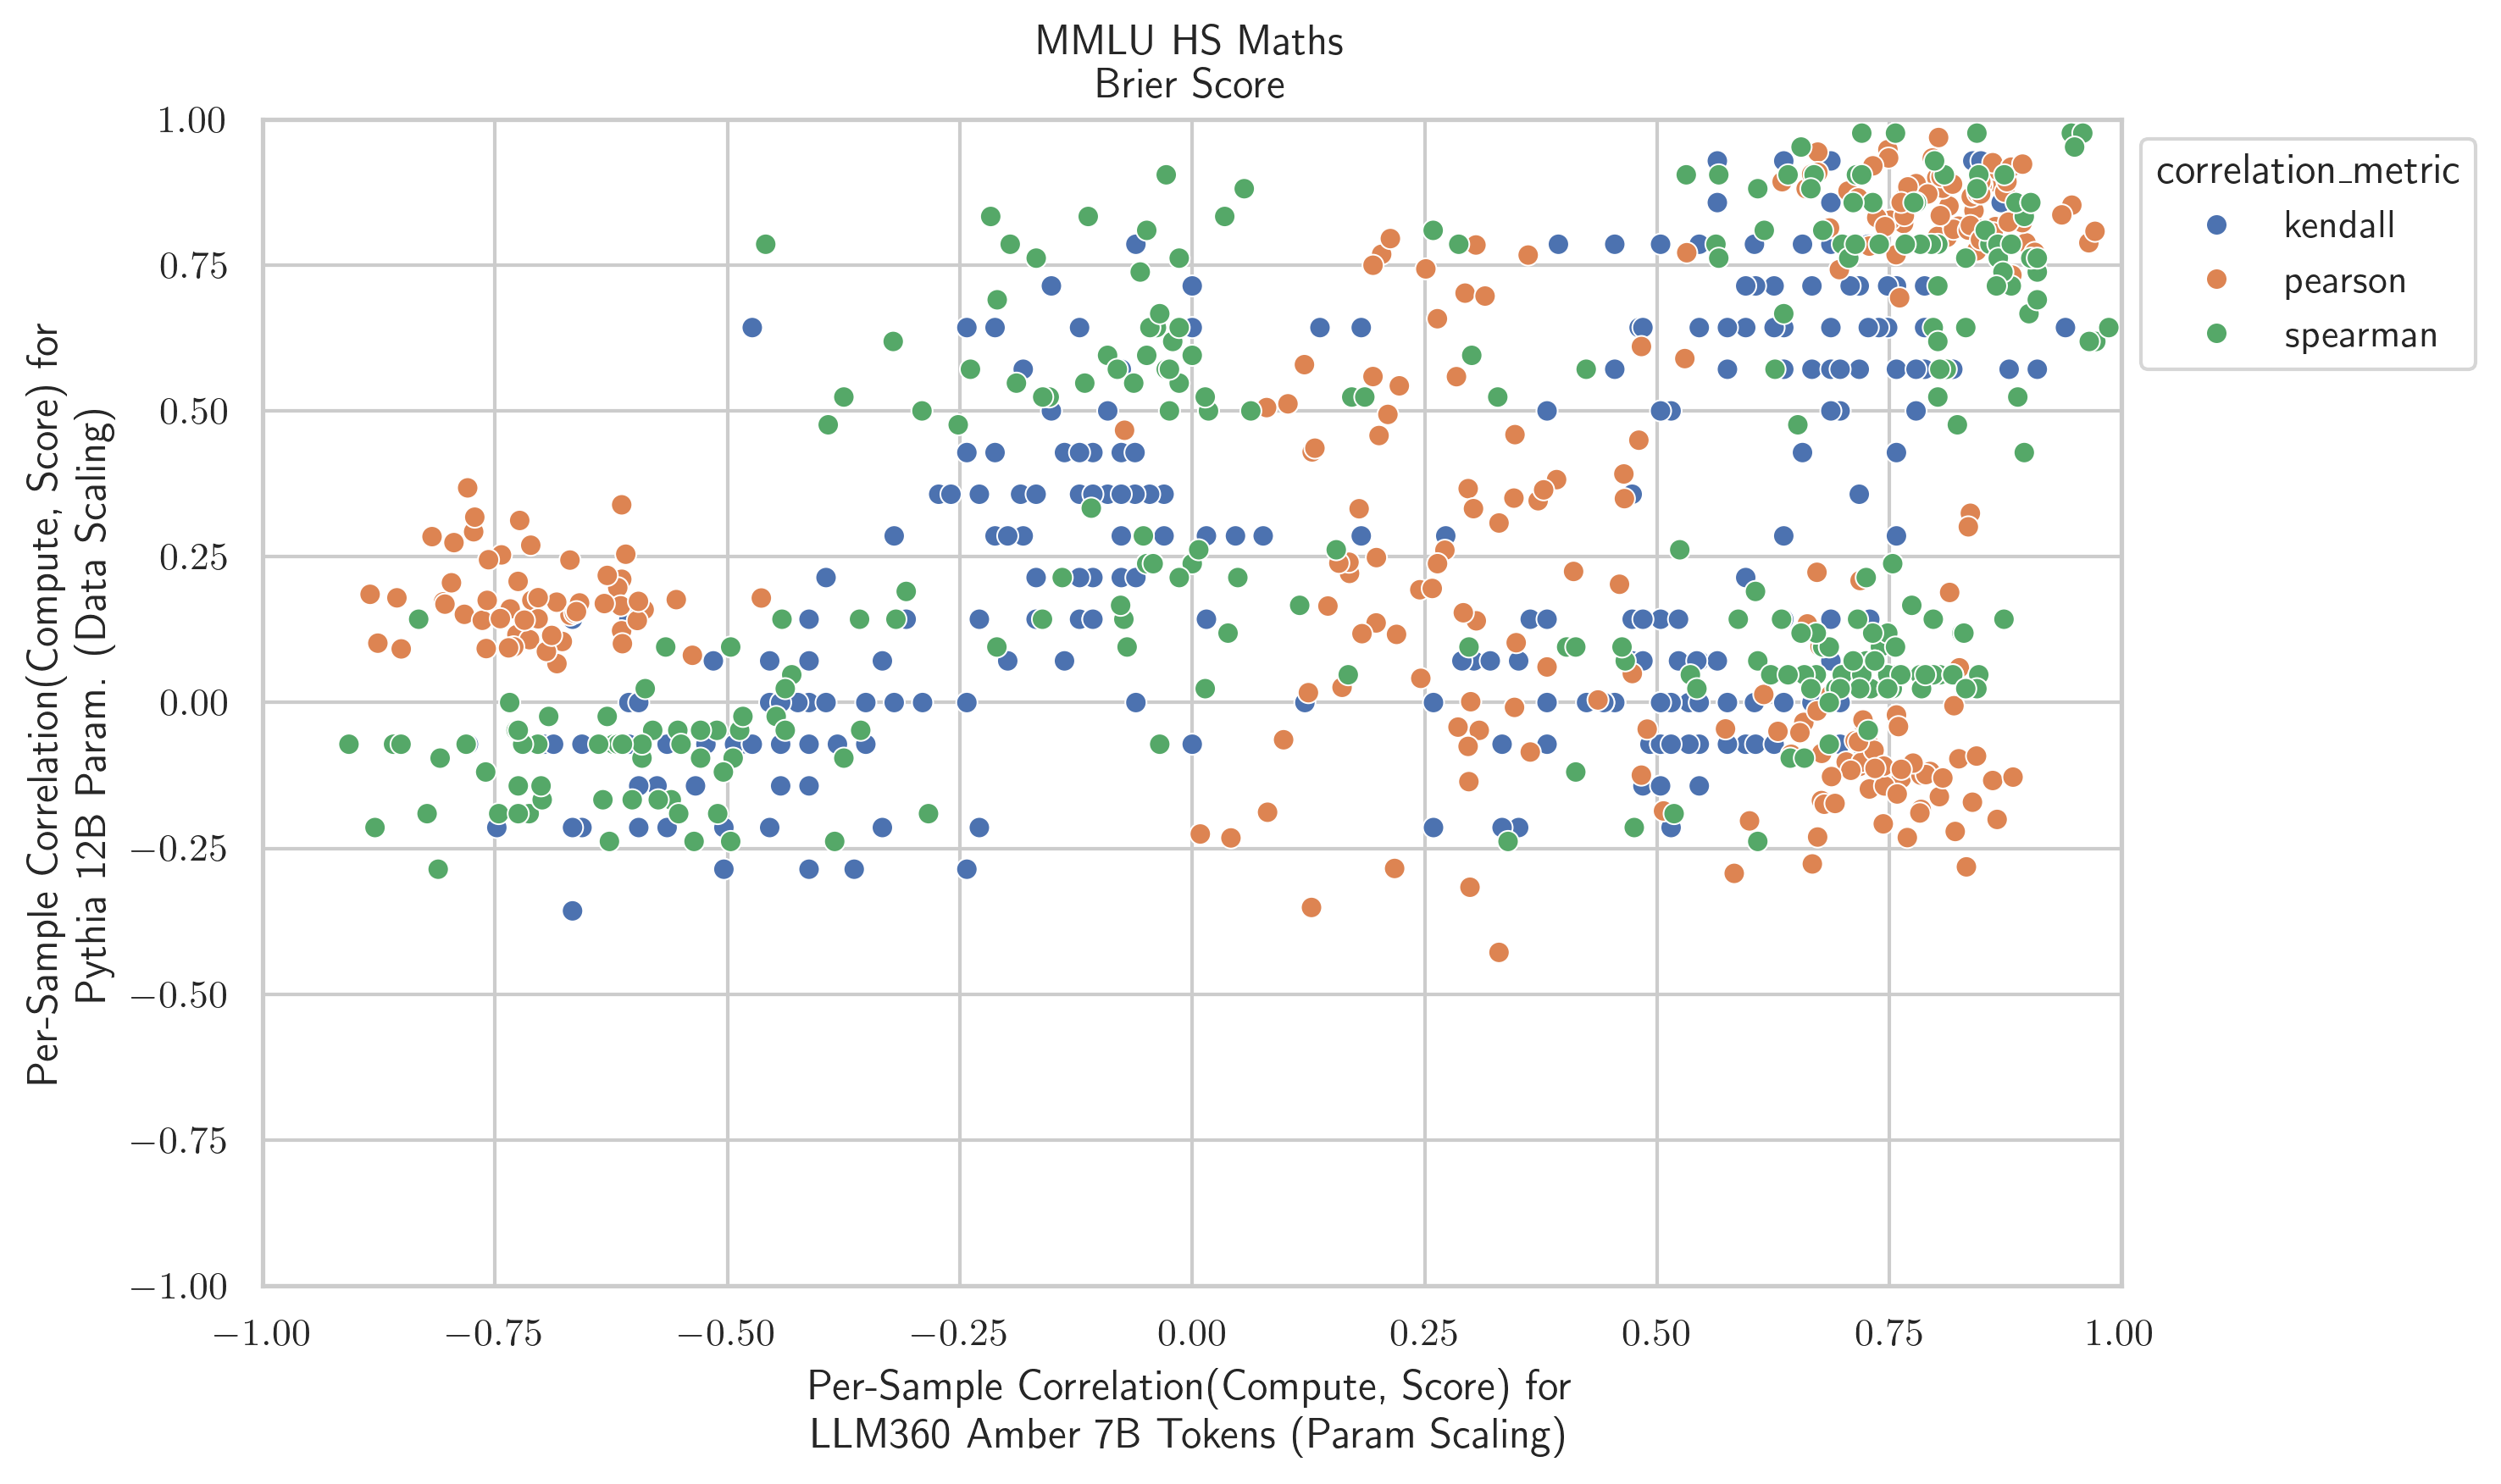 MMLU HS Maths
Brier Score
Per-Sample Correlation(Compute, Score) for
Pythia 12B Param. (Data Scaling)
1.00
0.75
0.50
0.25
0.00
−0.25
−0.50
−0.75
−1.00
−1.00 −0.75 −0.50 −0.25 0.00 0.25 0.50 0.75 1.00
Per-Sample Correlation(Compute, Score) for
LLM360 Amber 7B Tokens (Param Scaling)
correlation_metric
kendall
pearson
spearman